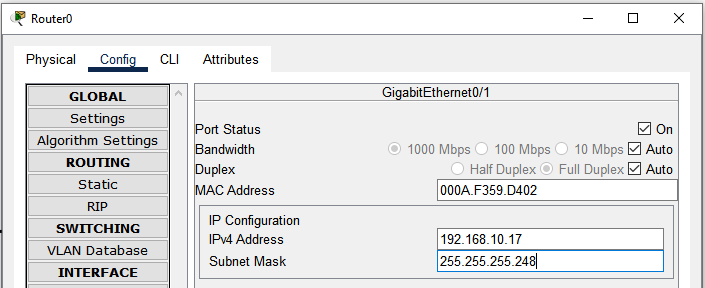 Router0
Physical Config CLI Attributes
GLOBAL
Settings
Algorithm Settings
ROUTING
Static
RIP
SWITCHING
VLAN Database
INTERFACE
GigabitEthernet0/1
Port Status On
Bandwidth 1000 Mbps 100 Mbps 10 Mbps Auto
Duplex Half Duplex Full Duplex Auto
MAC Address 000A.F359.D402
IP Configuration
IPv4 Address 192.168.10.17
Subnet Mask 255.255.255.248